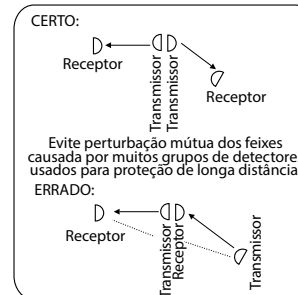 CERTO:
Receptor
Transmissor
Transmissor
Receptor
Evite perturbação mútua dos feixes
causada por muitos grupos de detectore
usados para proteção de longa distância
ERRADO:
Receptor
Transmissor
Receptor
Transmissor